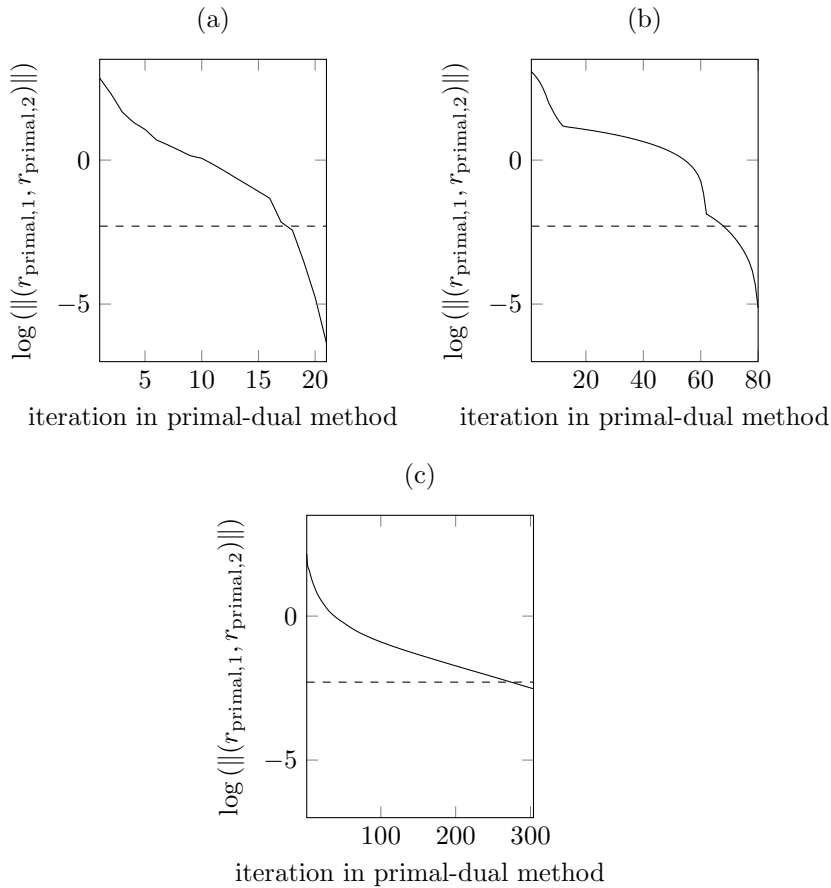 (a)
log (||(r_primal,1, r_primal,2)||)
0
−5
5 10 15 20
iteration in primal-dual method
(b)
log (||(r_primal,1, r_primal,2)||)
0
−5
20 40 60 80
iteration in primal-dual method
(c)
log (||(r_primal,1, r_primal,2)||)
0
−5
100 200 300
iteration in primal-dual method